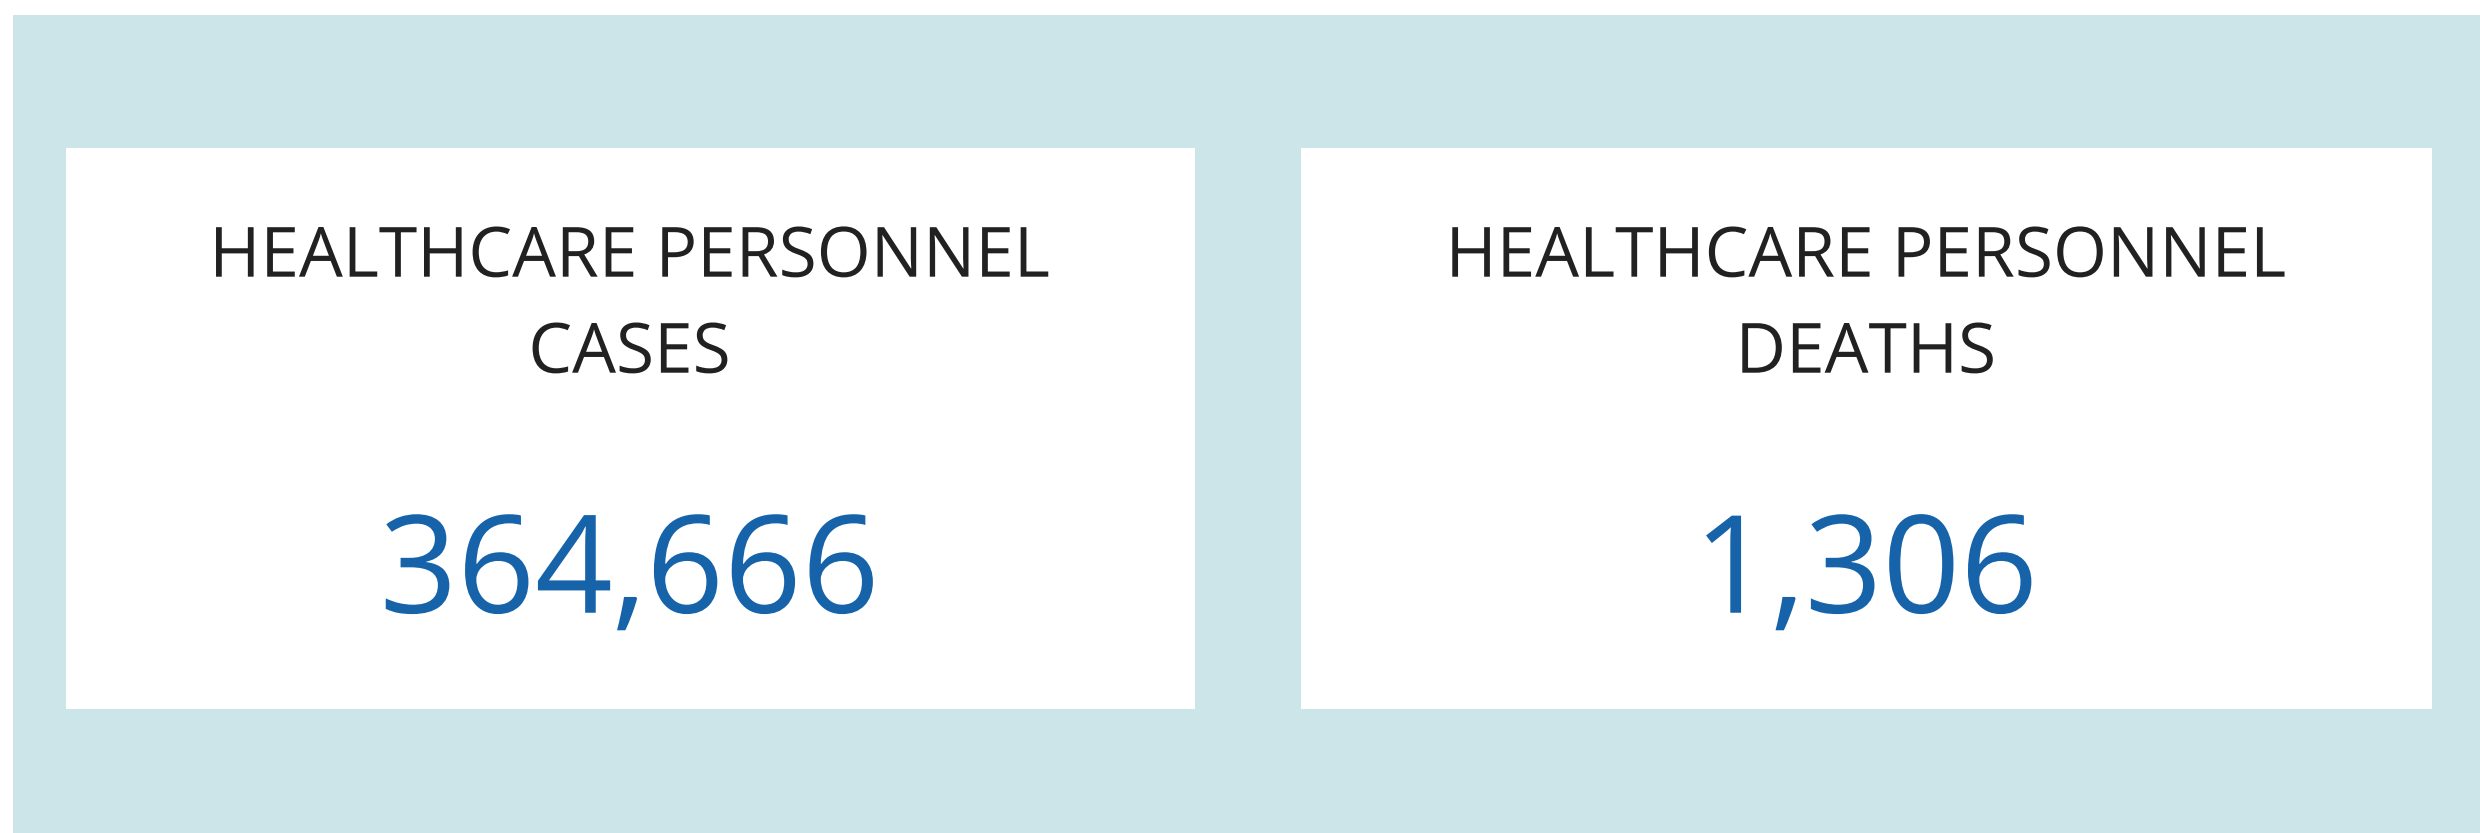 HEALTHCARE PERSONNEL
CASES
364,666
HEALTHCARE PERSONNEL
DEATHS
1,306